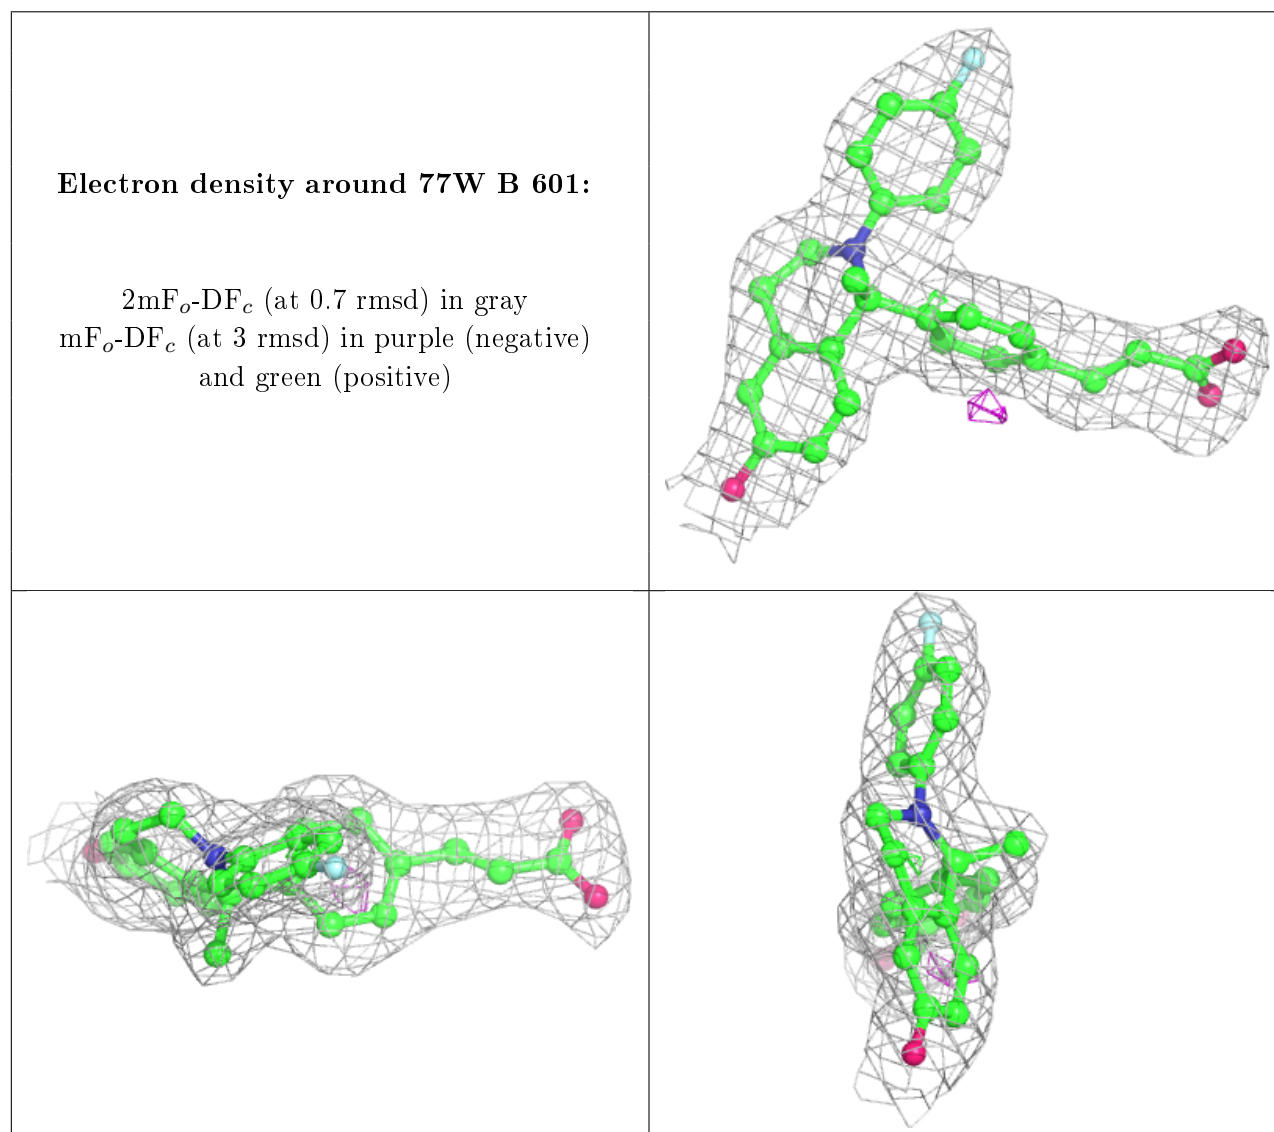 Electron density around 77W B 601:
2mFo-DFc (at 0.7 rmsd) in gray
mFo-DFc (at 3 rmsd) in purple (negative)
and green (positive)